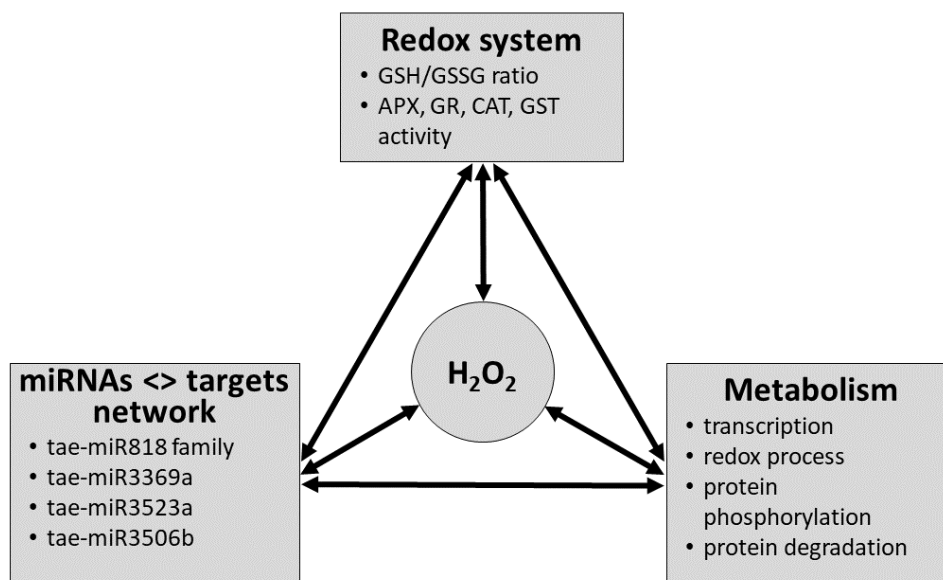 Redox system
• GSH/GSSG ratio
• APX, GR, CAT, GST
activity
H₂O₂
miRNAs <> targets
network
• tae-miR818 family
• tae-miR3369a
• tae-miR3523a
• tae-miR3506b
Metabolism
• transcription
• redox process
• protein
phosphorylation
• protein degradation